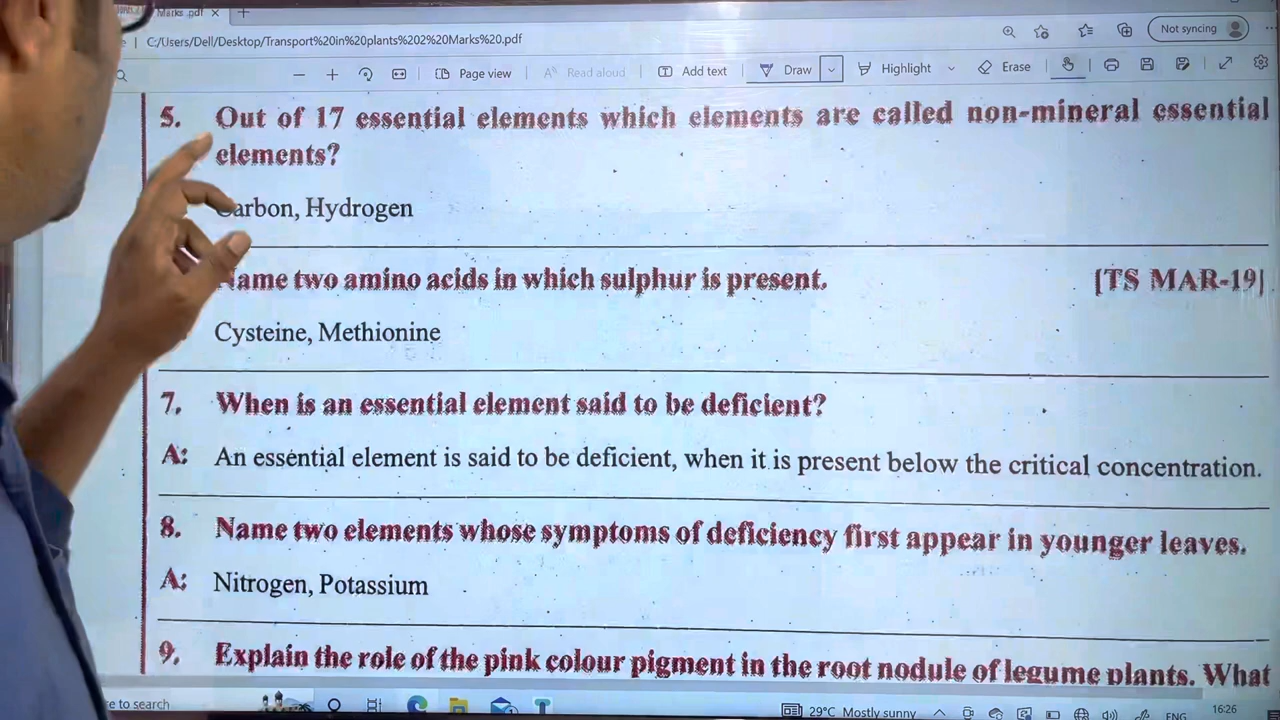 Marks .pdf
C:/Users/Dell/Desktop/Transport%20in%20plants%202%20Marks%20.pdf
Not syncing
Page view
Read aloud
Add text
Draw
Highlight
Erase
5. Out of 17 essential elements which elements are called non-mineral essential
elements?
Carbon, Hydrogen
Name two amino acids in which sulphur is present. [TS MAR-19]
Cysteine, Methionine
7. When is an essential element said to be deficient?
A: An essential element is said to be deficient, when it is present below the critical concentration.
8. Name two elements whose symptoms of deficiency first appear in younger leaves.
A: Nitrogen, Potassium
9. Explain the role of the pink colour pigment in the root nodule of legume plants. What
e to search
29°C Mostly sunny
ENG
16:26